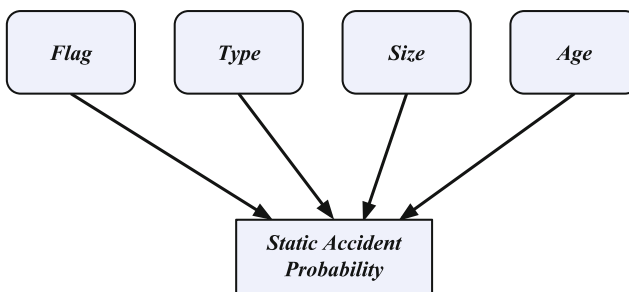 Flag
Type
Size
Age
Static Accident
Probability